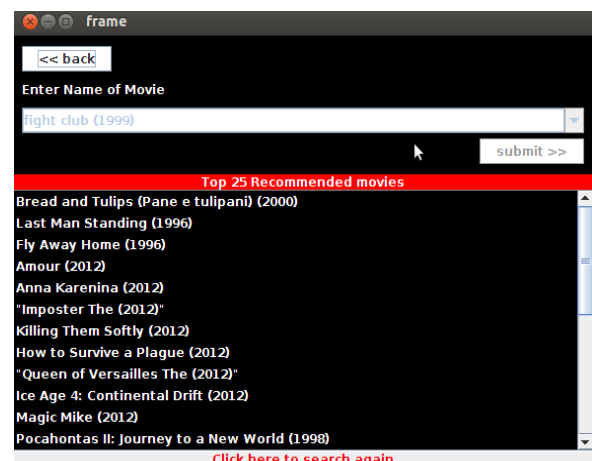 frame
<< back
Enter Name of Movie
fight club (1999)
submit >>
Top 25 Recommended movies
Bread and Tulips (Pane e tulipani) (2000)
Last Man Standing (1996)
Fly Away Home (1996)
Amour (2012)
Anna Karenina (2012)
"Imposter The (2012)"
Killing Them Softly (2012)
How to Survive a Plague (2012)
"Queen of Versailles The (2012)"
Ice Age 4: Continental Drift (2012)
Magic Mike (2012)
Pocahontas II: Journey to a New World (1998)
Click here to search again